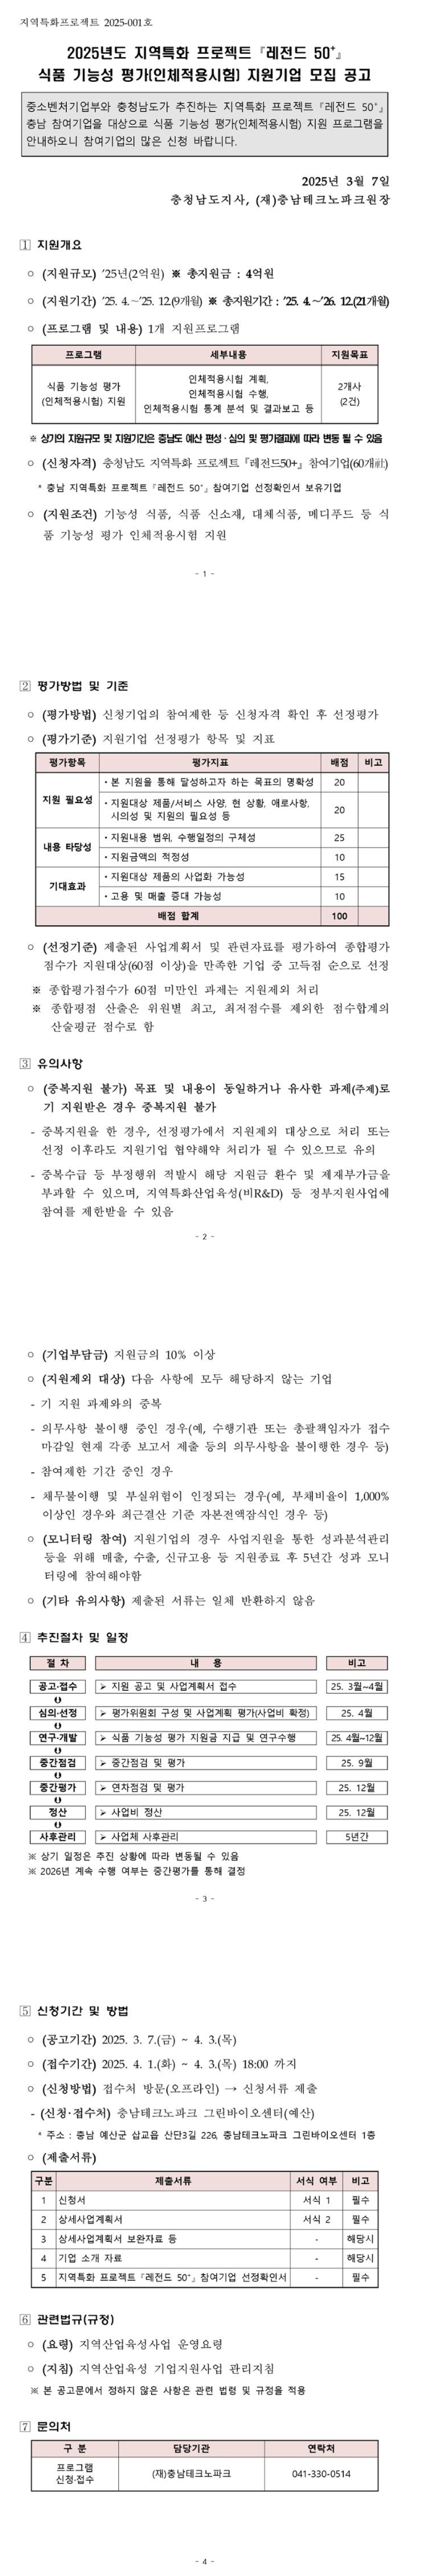 지역특화프로젝트 2025-001호
2025년도 지역특화 프로젝트 『레전드 50⁺』
식품 기능성 평가(인체적용시험) 지원기업 모집 공고
중소벤처기업부와 충청남도가 추진하는 지역특화 프로젝트『레전드 50⁺』
충남 참여기업을 대상으로 식품 기능성 평가(인체적용시험) 지원 프로그램을
안내하오니 참여기업의 많은 신청 바랍니다.
2025년 3월 7일
충청남도지사, (재)충남테크노파크원장
1 지원개요
○ (지원규모) '25년(2억원) ※ 총지원금 : 4억원
○ (지원기간) '25. 4.~'25. 12.(9개월) ※ 총지원기간 : '25. 4.~'26. 12.(21개월)
○ (프로그램 및 내용) 1개 지원프로그램
프로그램 세부내용 지원목표
식품 기능성 평가
(인체적용시험) 지원
인체적용시험 계획,
인체적용시험 수행,
인체적용시험 통계 분석 및 결과보고 등
2개사
(2건)
※ 상기의 지원규모 및 지원기간은 충남도 예산 편성·심의 및 평가결과에 따라 변동 될 수 있음
○ (신청자격) 충청남도 지역특화 프로젝트『레전드50+』참여기업(60개社)
* 충남 지역특화 프로젝트『레전드 50⁺』참여기업 선정확인서 보유기업
○ (지원조건) 기능성 식품, 식품 신소재, 대체식품, 메디푸드 등 식
품 기능성 평가 인체적용시험 지원
- 1 -
2 평가방법 및 기준
○ (평가방법) 신청기업의 참여제한 등 신청자격 확인 후 선정평가
○ (평가기준) 지원기업 선정평가 항목 및 지표
평가항목 평가지표 배점 비고
지원 필요성
·본 지원을 통해 달성하고자 하는 목표의 명확성 20
·지원대상 제품/서비스 사양, 현 상황, 애로사항,
시의성 및 지원의 필요성 등 20
내용 타당성
·지원내용 범위, 수행일정의 구체성 25
·지원금액의 적정성 10
기대효과
·지원대상 제품의 사업화 가능성 15
·고용 및 매출 증대 가능성 10
배점 합계 100
○ (선정기준) 제출된 사업계획서 및 관련자료를 평가하여 종합평가
점수가 지원대상(60점 이상)을 만족한 기업 중 고득점 순으로 선정
※ 종합평가점수가 60점 미만인 과제는 지원제외 처리
※ 종합평점 산출은 위원별 최고, 최저점수를 제외한 점수합계의
산술평균 점수로 함
3 유의사항
○ (중복지원 불가) 목표 및 내용이 동일하거나 유사한 과제(주제)로
기 지원받은 경우 중복지원 불가
- 중복지원을 한 경우, 선정평가에서 지원제외 대상으로 처리 또는
선정 이후라도 지원기업 협약해약 처리가 될 수 있으므로 유의
- 중복수급 등 부정행위 적발시 해당 지원금 환수 및 제재부가금을
부과할 수 있으며, 지역특화산업육성(비R&D) 등 정부지원사업에
참여를 제한받을 수 있음
- 2 -
○ (기업부담금) 지원금의 10% 이상
○ (지원제외 대상) 다음 사항에 모두 해당하지 않는 기업
- 기 지원 과제와의 중복
- 의무사항 불이행 중인 경우(예, 수행기관 또는 총괄책임자가 접수
마감일 현재 각종 보고서 제출 등의 의무사항을 불이행한 경우 등)
- 참여제한 기간 중인 경우
- 채무불이행 및 부실위험이 인정되는 경우(예, 부채비율이 1,000%
이상인 경우와 최근결산 기준 자본전액잠식인 경우 등)
○ (모니터링 참여) 지원기업의 경우 사업지원을 통한 성과분석관리
등을 위해 매출, 수출, 신규고용 등 지원종료 후 5년간 성과 모니
터링에 참여해야함
○ (기타 유의사항) 제출된 서류는 일체 반환하지 않음
4 추진절차 및 일정
절 차 내 용 비고
공고·접수 ➢ 지원 공고 및 사업계획서 접수 25. 3월~4월
심의·선정 ➢ 평가위원회 구성 및 사업계획 평가(사업비 확정) 25. 4월
연구·개발 ➢ 식품 기능성 평가 지원금 지급 및 연구수행 25. 4월~12월
중간점검 ➢ 중간점검 및 평가 25. 9월
중간평가 ➢ 연차점검 및 평가 25. 12월
정산 ➢ 사업비 정산 25. 12월
사후관리 ➢ 사업체 사후관리 5년간
※ 상기 일정은 추진 상황에 따라 변동될 수 있음
※ 2026년 계속 수행 여부는 중간평가를 통해 결정
- 3 -
5 신청기간 및 방법
○ (공고기간) 2025. 3. 7.(금) ~ 4. 3.(목)
○ (접수기간) 2025. 4. 1.(화) ~ 4. 3.(목) 18:00 까지
○ (신청방법) 접수처 방문(오프라인) → 신청서류 제출
- (신청·접수처) 충남테크노파크 그린바이오센터(예산)
* 주소 : 충남 예산군 삽교읍 산단3길 226, 충남테크노파크 그린바이오센터 1층
○ (제출서류)
구분 제출서류 서식 여부 비고
1 신청서 서식 1 필수
2 상세사업계획서 서식 2 필수
3 상세사업계획서 보완자료 등 - 해당시
4 기업 소개 자료 - 해당시
5 지역특화 프로젝트『레전드 50⁺』참여기업 선정확인서 - 필수
6 관련법규(규정)
○ (요령) 지역산업육성사업 운영요령
○ (지침) 지역산업육성 기업지원사업 관리지침
※ 본 공고문에서 정하지 않은 사항은 관련 법령 및 규정을 적용
7 문의처
구 분 담당기관 연락처
프로그램
신청·접수
(재)충남테크노파크 041-330-0514
- 4 -